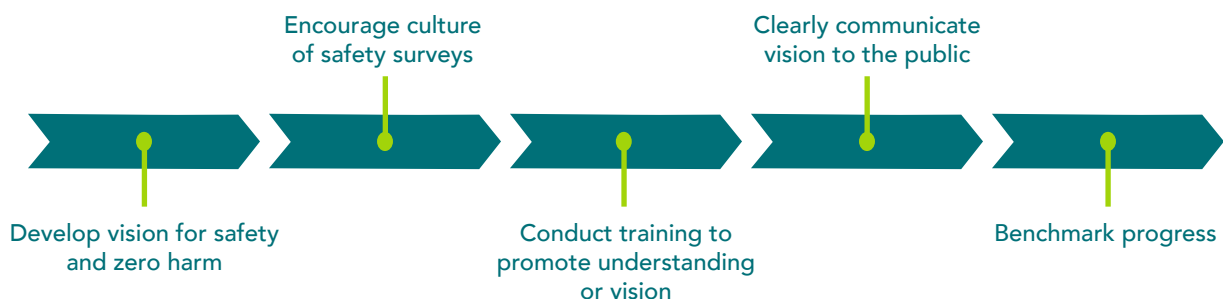 Encourage culture
of safety surveys
Clearly communicate
vision to the public
Develop vision for safety
and zero harm
Conduct training to
promote understanding
or vision
Benchmark progress